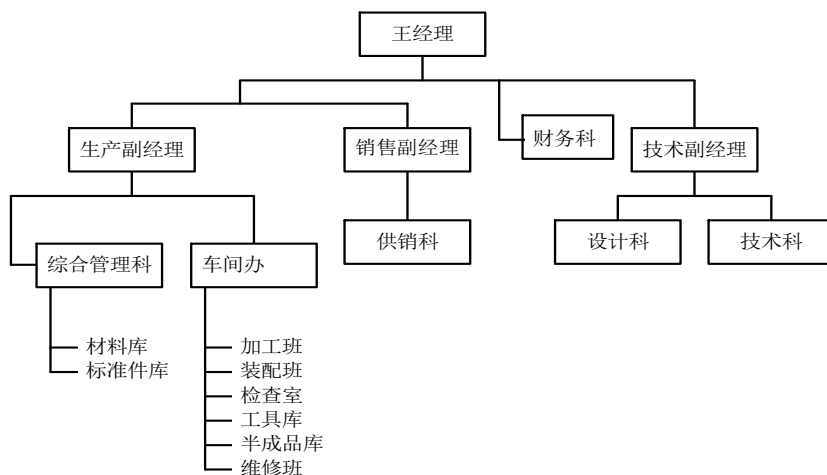 王经理
生产副经理
销售副经理
财务科
技术副经理
供销科
设计科
技术科
综合管理科
车间办
材料库
标准件库
加工班
装配班
检查室
工具库
半成品库
维修班